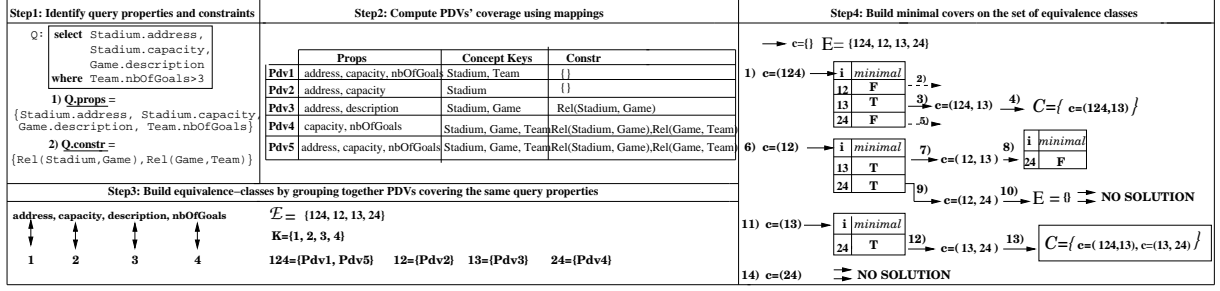 Step1: Identify query properties and constraints
Q: select Stadium.address,
Stadium.capacity,
Game.description
where Team.nbOfGoals>3
1) Q.props =
{Stadium.address, Stadium.capacity,
Game.description, Team.nbOfGoals}
2) Q.constr =
{Rel(Stadium,Game),Rel(Game,Team)}
Step2: Compute PDVs' coverage using mappings
Props Concept Keys Constr
Pdv1 address, capacity, nbOfGoals Stadium, Team {}
Pdv2 address, capacity Stadium {}
Pdv3 address, description Stadium, Game Rel(Stadium, Game)
Pdv4 capacity, nbOfGoals Stadium, Game, Team Rel(Stadium, Game),Rel(Game, Team)
Pdv5 address, capacity, nbOfGoals Stadium, Game, Team Rel(Stadium, Game),Rel(Game, Team)
Step3: Build equivalence–classes by grouping together PDVs covering the same query properties
address, capacity, description, nbOfGoals
1 2 3 4
ℰ = {124, 12, 13, 24}
K={1, 2, 3, 4}
124={Pdv1, Pdv5} 12={Pdv2} 13={Pdv3} 24={Pdv4}
Step4: Build minimal covers on the set of equivalence classes
c={} E= {124, 12, 13, 24}
1) c=(124)
i minimal
12 F
13 T
24 F
2)
3) c=(124, 13) 4) C={ c=(124,13) }
5)
6) c=(12)
i minimal
13 T
24 T
7) c=( 12, 13 ) 8)
i minimal
24 F
9) c=(12, 24 ) 10) E = {} NO SOLUTION
11) c=(13)
i minimal
24 T
12) c=( 13, 24 ) 13) C={ c=( 124,13), c=(13, 24) }
14) c=(24) NO SOLUTION